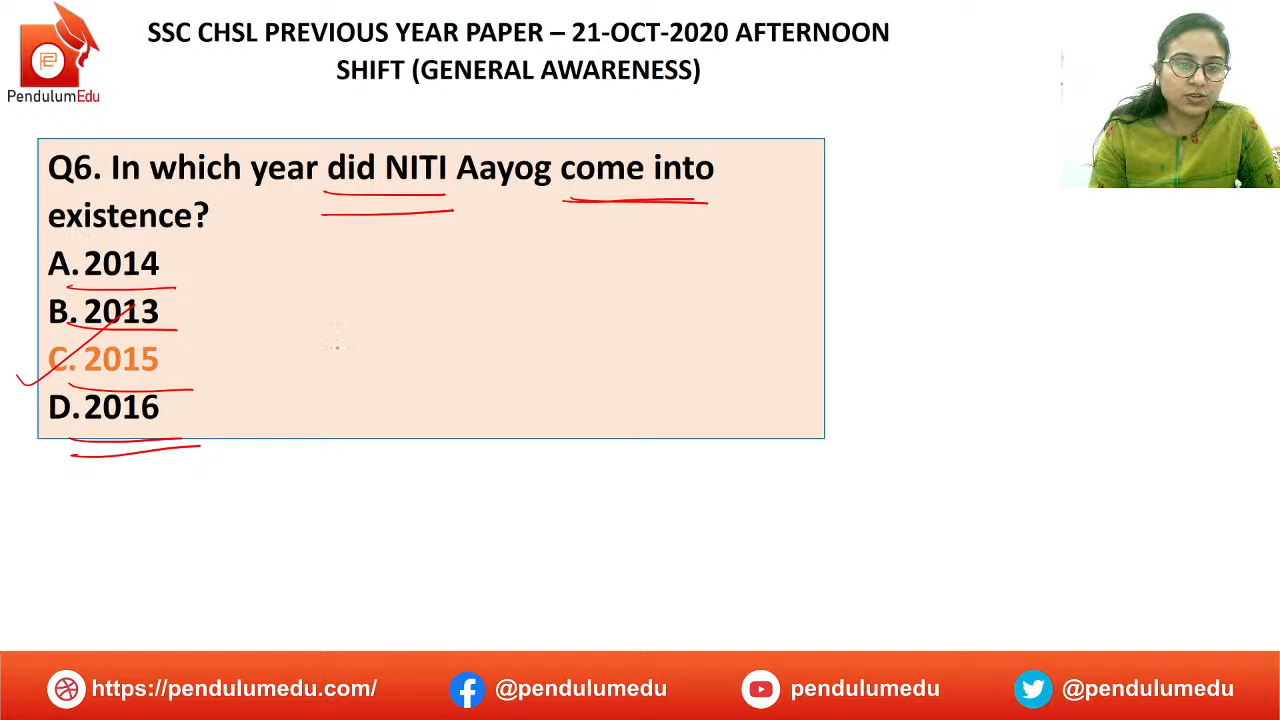 SSC CHSL PREVIOUS YEAR PAPER – 21-OCT-2020 AFTERNOON
SHIFT (GENERAL AWARENESS)
PendulumEdu
Q6. In which year did NITI Aayog come into
existence?
A. 2014
B. 2013
C. 2015
D. 2016
https://pendulumedu.com/
@pendulumedu
pendulumedu
@pendulumedu